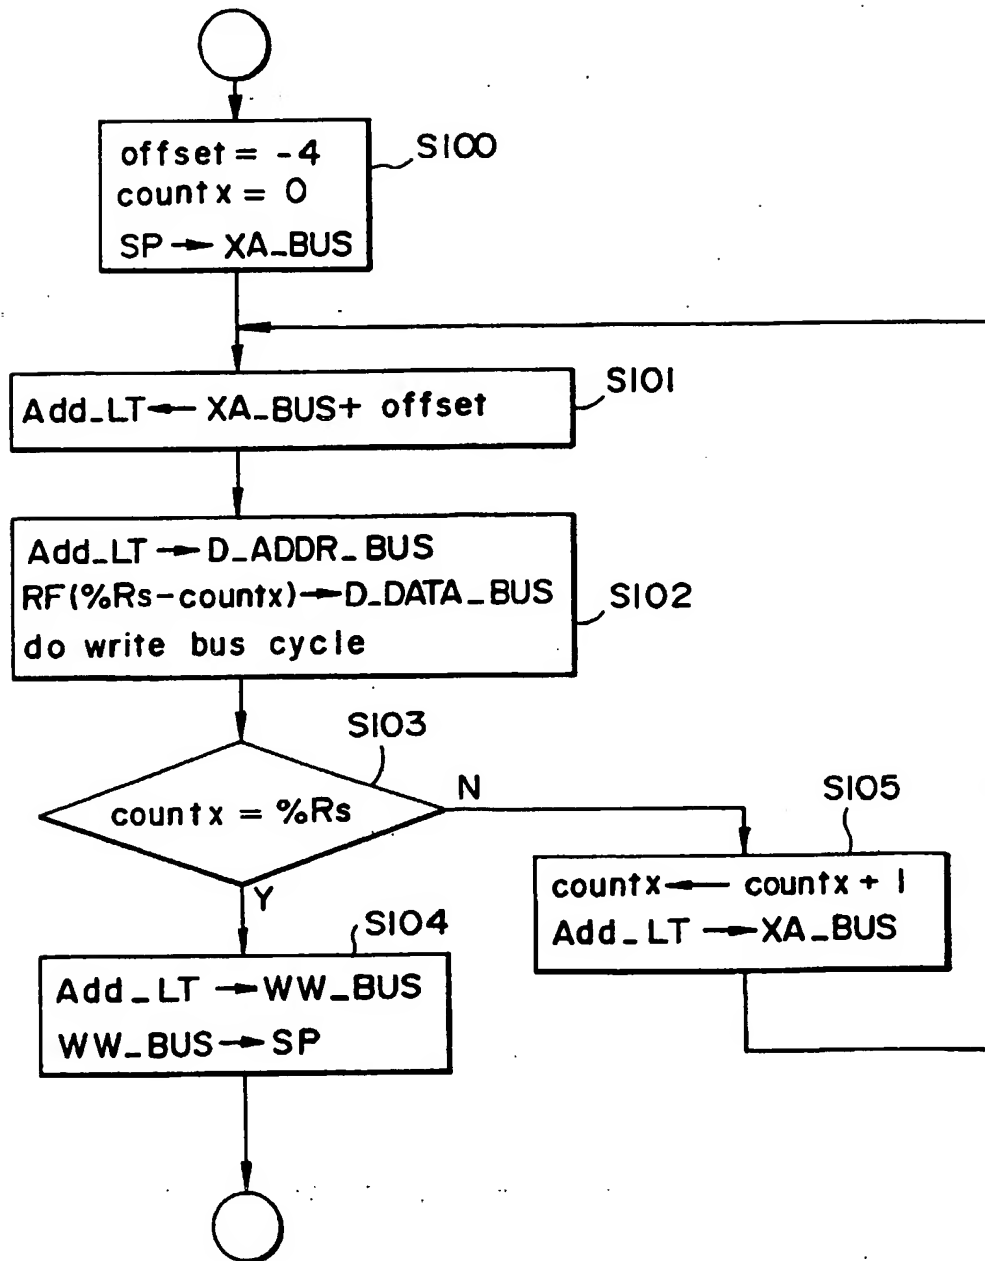 offset = -4
countx = 0
SP → XA_BUS
S100
Add_LT ← XA_BUS + offset
S101
Add_LT → D_ADDR_BUS
RF(%Rs-countx) → D_DATA_BUS
do write bus cycle
S102
countx = %Rs
S103
N
Y
countx ← countx + 1
Add_LT → XA_BUS
S105
Add_LT → WW_BUS
WW_BUS → SP
S104